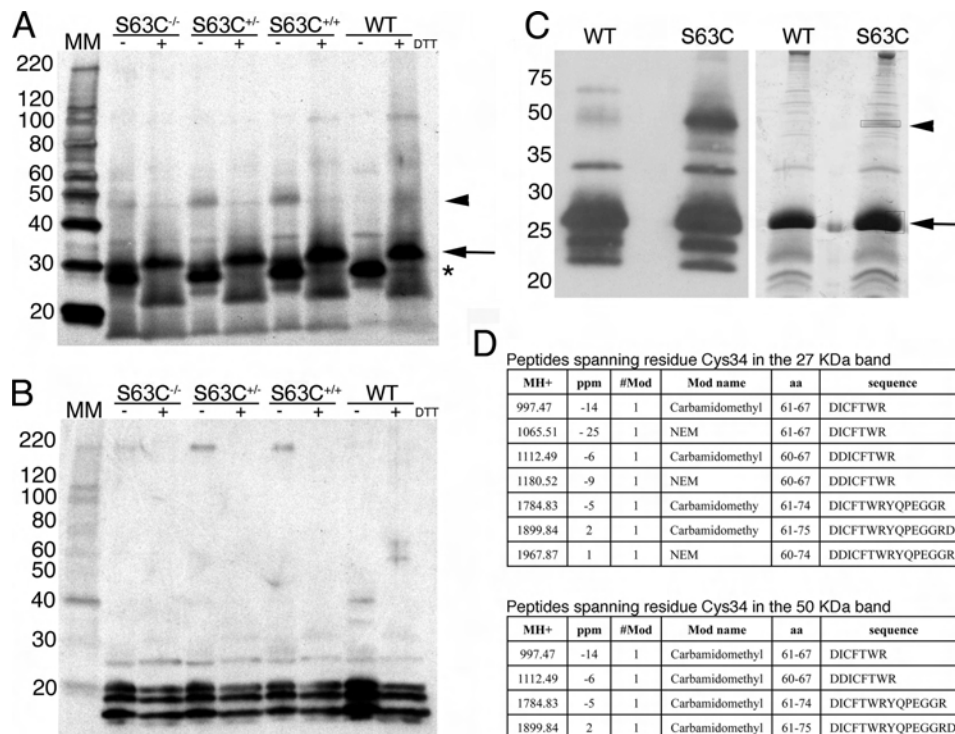 A
S63C-/- S63C+/- S63C+/+ WT
MM - + - + - + - + DTT
220
120
100
80
60
50
40
30
20
*
B
S63C-/- S63C+/- S63C+/+ WT
MM - + - + - + - + DTT
220
120
100
80
60
50
40
30
20
C
WT S63C WT S63C
75
50
35
30
25
20
D
Peptides spanning residue Cys34 in the 27 KDa band
MH+ ppm #Mod Mod name aa sequence
997.47 -14 1 Carbamidomethyl 61-67 DICFTWR
1065.51 - 25 1 NEM 61-67 DICFTWR
1112.49 -6 1 Carbamidomethyl 60-67 DDICFTWR
1180.52 -9 1 NEM 60-67 DDICFTWR
1784.83 -5 1 Carbamidomethy 61-74 DICFTWRYQPEGGR
1899.84 2 1 Carbamidomethy 61-75 DICFTWRYQPEGGRD
1967.87 1 1 NEM 60-74 DDICFTWRYQPEGGR
Peptides spanning residue Cys34 in the 50 KDa band
MH+ ppm #Mod Mod name aa sequence
997.47 -14 1 Carbamidomethyl 61-67 DICFTWR
1112.49 -6 1 Carbamidomethyl 60-67 DDICFTWR
1784.83 -5 1 Carbamidomethyl 61-74 DICFTWRYQPEGGR
1899.84 2 1 Carbamidomethyl 61-75 DICFTWRYQPEGGRD